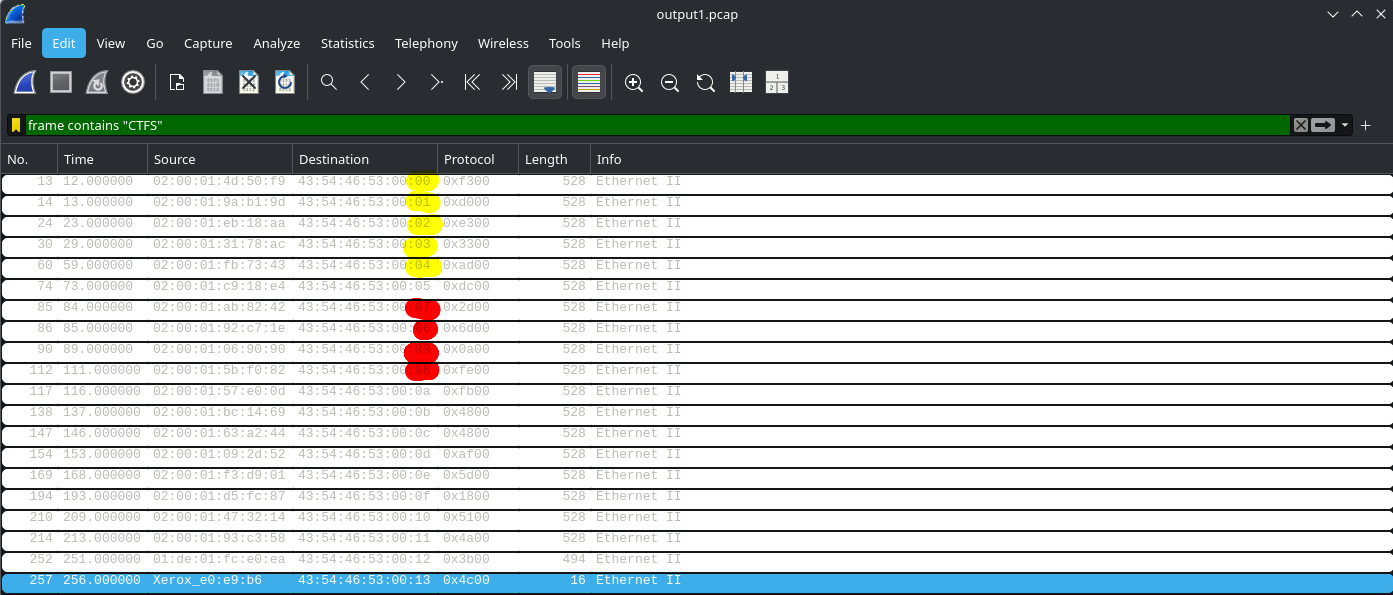 output1.pcap
File Edit View Go Capture Analyze Statistics Telephony Wireless Tools Help
1
2 3
frame contains "CTFS"
No. Time Source Destination Protocol Length Info
13 12.000000 02:00:01:4d:50:f9 43:54:46:53:00:00 0xf300 528 Ethernet II
14 13.000000 02:00:01:9a:b1:9d 43:54:46:53:00:01 0xd000 528 Ethernet II
24 23.000000 02:00:01:eb:18:aa 43:54:46:53:00:02 0xe300 528 Ethernet II
30 29.000000 02:00:01:31:78:ac 43:54:46:53:00:03 0x3300 528 Ethernet II
60 59.000000 02:00:01:fb:73:43 43:54:46:53:00:04 0xad00 528 Ethernet II
74 73.000000 02:00:01:c9:18:e4 43:54:46:53:00:05 0xdc00 528 Ethernet II
85 84.000000 02:00:01:ab:82:42 43:54:46:53:00:07 0x2d00 528 Ethernet II
86 85.000000 02:00:01:92:c7:1e 43:54:46:53:00:06 0x6d00 528 Ethernet II
90 89.000000 02:00:01:06:90:90 43:54:46:53:00:09 0x0a00 528 Ethernet II
112 111.000000 02:00:01:5b:f0:82 43:54:46:53:00:08 0xfe00 528 Ethernet II
117 116.000000 02:00:01:57:e0:0d 43:54:46:53:00:0a 0xfb00 528 Ethernet II
138 137.000000 02:00:01:bc:14:69 43:54:46:53:00:0b 0x4800 528 Ethernet II
147 146.000000 02:00:01:63:a2:44 43:54:46:53:00:0c 0x4800 528 Ethernet II
154 153.000000 02:00:01:09:2d:52 43:54:46:53:00:0d 0xaf00 528 Ethernet II
169 168.000000 02:00:01:f3:d9:01 43:54:46:53:00:0e 0x5d00 528 Ethernet II
194 193.000000 02:00:01:d5:fc:87 43:54:46:53:00:0f 0x1800 528 Ethernet II
210 209.000000 02:00:01:47:32:14 43:54:46:53:00:10 0x5100 528 Ethernet II
214 213.000000 02:00:01:93:c3:58 43:54:46:53:00:11 0x4a00 528 Ethernet II
252 251.000000 01:de:01:fc:e0:ea 43:54:46:53:00:12 0x3b00 494 Ethernet II
257 256.000000 Xerox_e0:e9:b6 43:54:46:53:00:13 0x4c00 16 Ethernet II